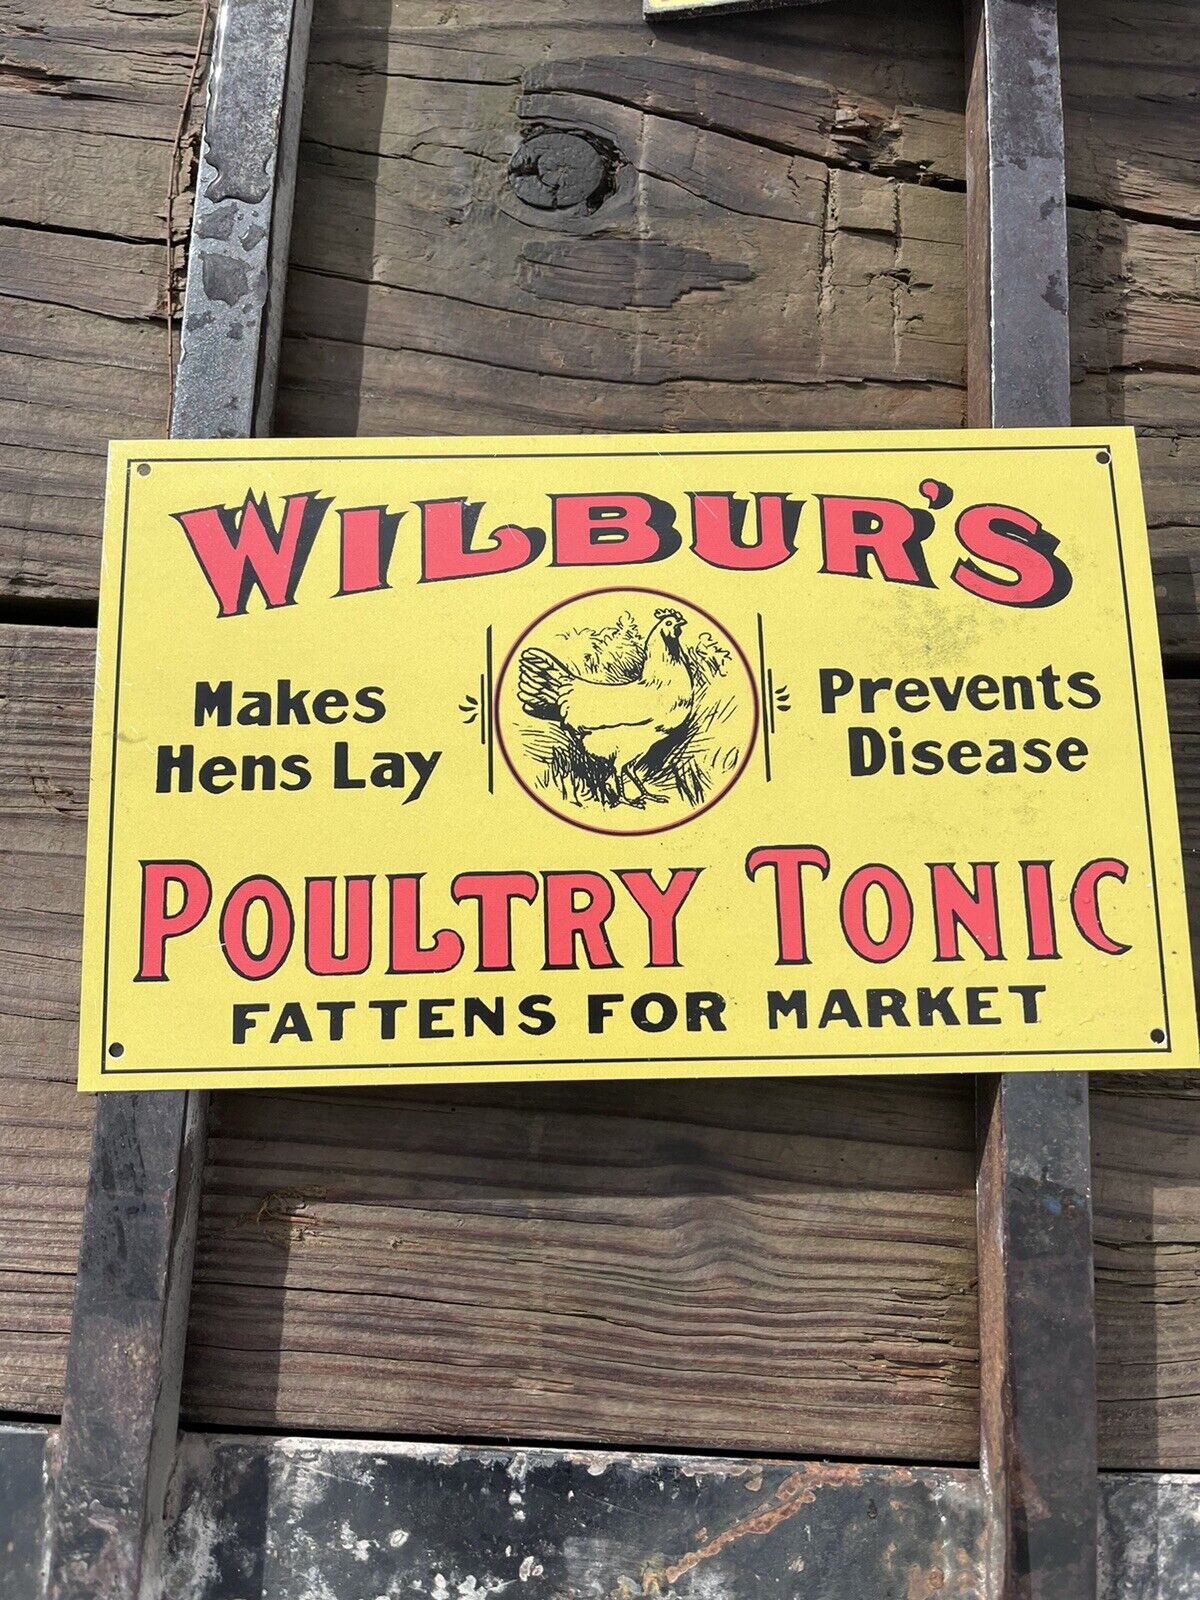 WILBUR'S
Makes
Hens Lay
Prevents
Disease
POULTRY TONIC
FATTENS FOR MARKET